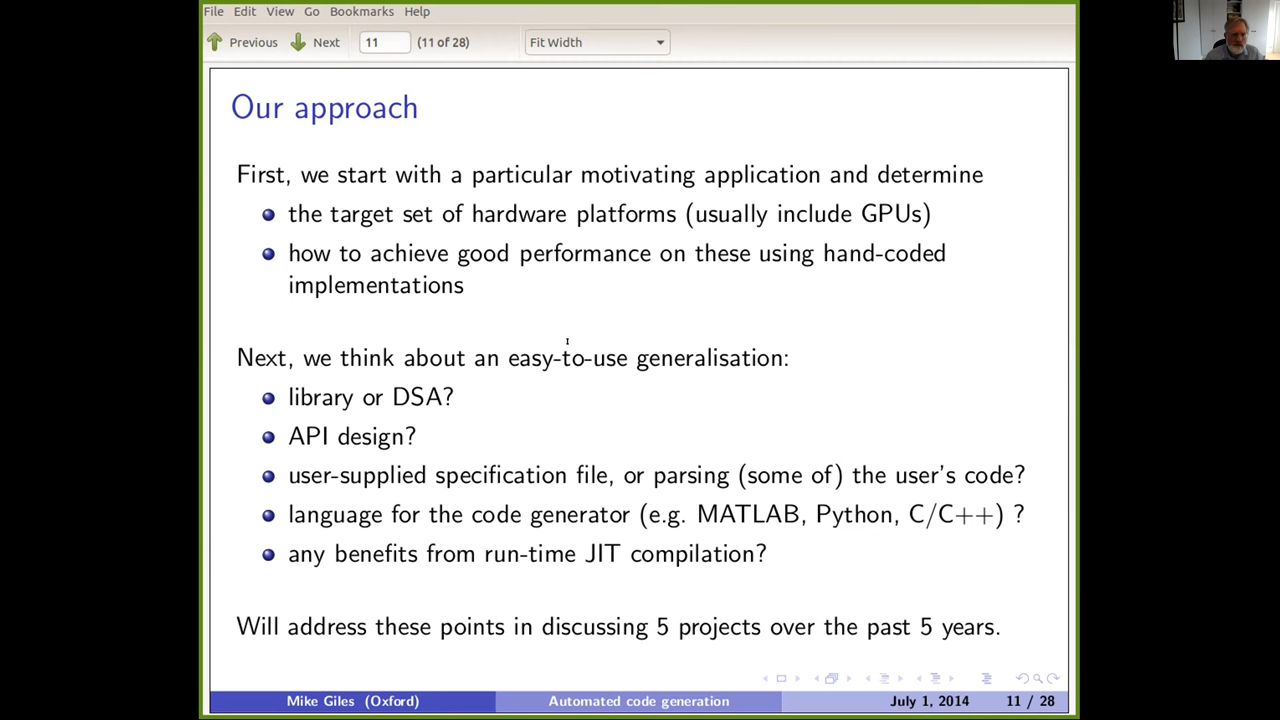 File Edit View Go Bookmarks Help
Previous Next 11 (11 of 28) Fit Width
Our approach
First, we start with a particular motivating application and determine
the target set of hardware platforms (usually include GPUs)
how to achieve good performance on these using hand-coded
implementations
Next, we think about an easy-to-use generalisation:
library or DSA?
API design?
user-supplied specification file, or parsing (some of) the user's code?
language for the code generator (e.g. MATLAB, Python, C/C++) ?
any benefits from run-time JIT compilation?
Will address these points in discussing 5 projects over the past 5 years.
Mike Giles (Oxford) Automated code generation July 1, 2014 11 / 28